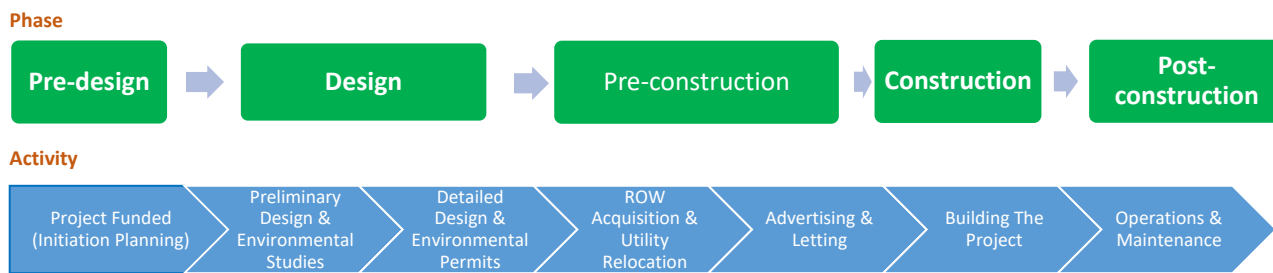 Phase
Pre-design
Design
Pre-construction
Construction
Post-
construction
Activity
Project Funded
(Initiation Planning)
Preliminary
Design &
Environmental
Studies
Detailed
Design &
Environmental
Permits
ROW
Acquisition &
Utility
Relocation
Advertising &
Letting
Building The
Project
Operations &
Maintenance